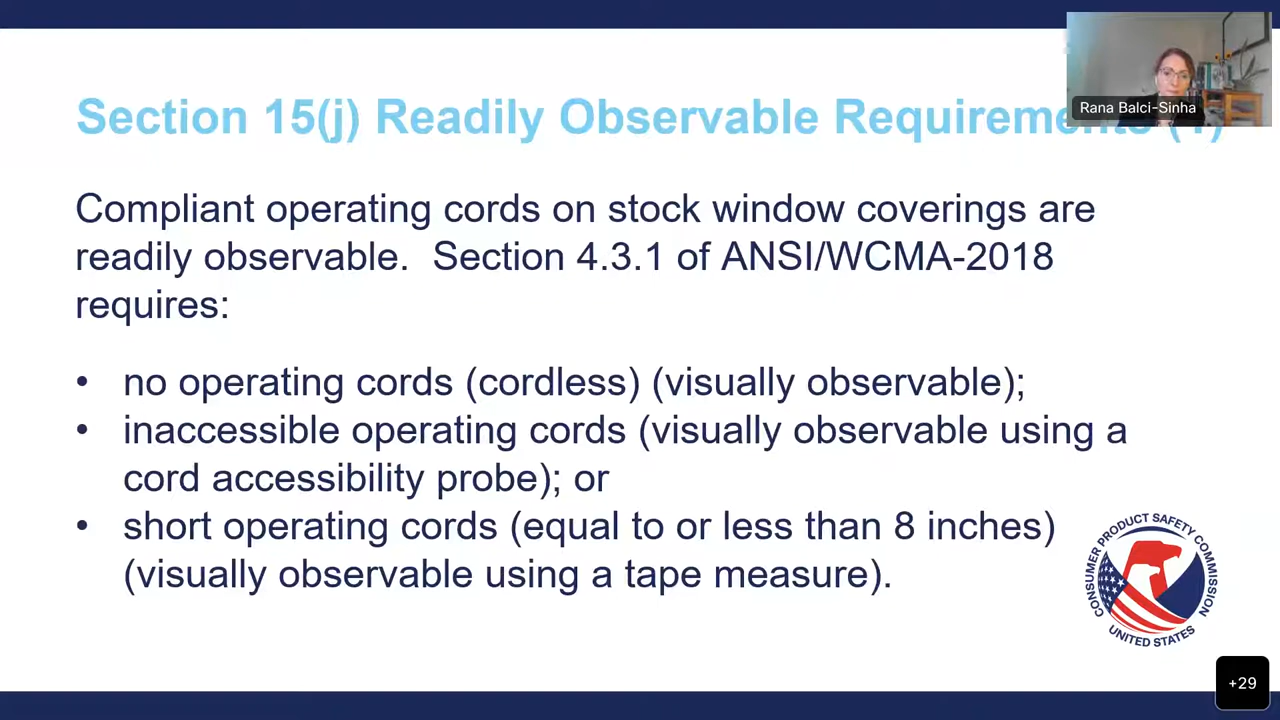 Section 15(j) Readily Observable Requirements (1)
Rana Balci-Sinha
Compliant operating cords on stock window coverings are
readily observable.  Section 4.3.1 of ANSI/WCMA-2018
requires:
• no operating cords (cordless) (visually observable);
• inaccessible operating cords (visually observable using a
cord accessibility probe); or
• short operating cords (equal to or less than 8 inches)
(visually observable using a tape measure).
CONSUMER PRODUCT SAFETY COMMISSION
UNITED STATES
+29